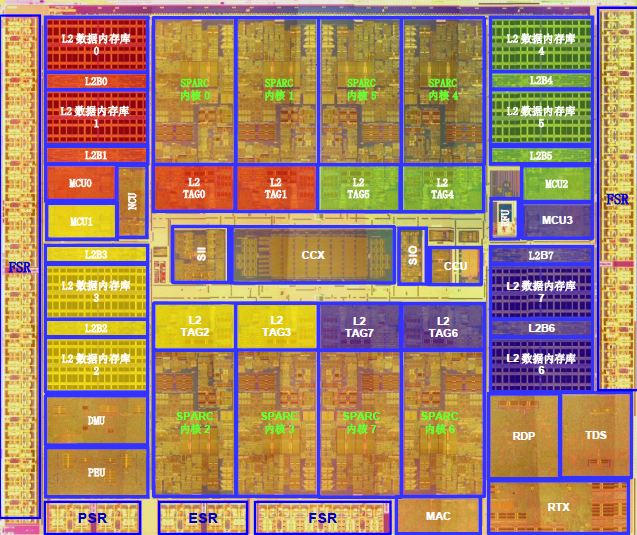 L2 数据内存库
0
L2B0
L2 数据内存库
1
L2B1
MCU0
MCU1
NCU
L2B3
L2 数据内存库
3
L2B2
L2 数据内存库
2
DMU
PEU
FSR
SPARC
内核 0
SPARC
内核 1
SPARC
内核 5
SPARC
内核 4
L2
TAG0
L2
TAG1
L2
TAG5
L2
TAG4
SII
CCX
SIO
CCU
L2
TAG2
L2
TAG3
L2
TAG7
L2
TAG6
SPARC
内核 2
SPARC
内核 3
SPARC
内核 7
SPARC
内核 6
L2 数据内存库
4
L2B4
L2 数据内存库
5
L2B5
MCU2
EFU
MCU3
L2B7
L2 数据内存库
7
L2B6
L2 数据内存库
6
FSR
RDP
TDS
RTX
PSR
ESR
FSR
MAC